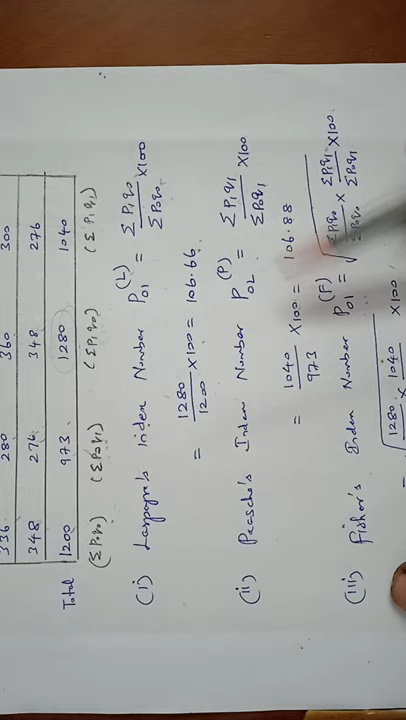 336. 280 360 300
348 276 348 276
Total 1200 973 1280 1040
(ΣP₀q₀) (ΣP₀q₁) (ΣP₁q₀) (ΣP₁q₁)
(i) Laspeyre's index Number P₀₁(L) = ΣP₁q₀/ΣP₀q₀ ×100
= 1280/1200 ×100 = 106.66.
(ii) Paasche's Index Number P₀₁(P) = ΣP₁q₁/ΣP₀q₁ ×100
= 1040/973 ×100 = 106.88
(iii) Fisher's Index Number P₀₁(F) = √ΣP₁q₀/ΣP₀q₀ × ΣP₁q₁/ΣP₀q₁ ×100.
= √1280/ × 1040/ ×100